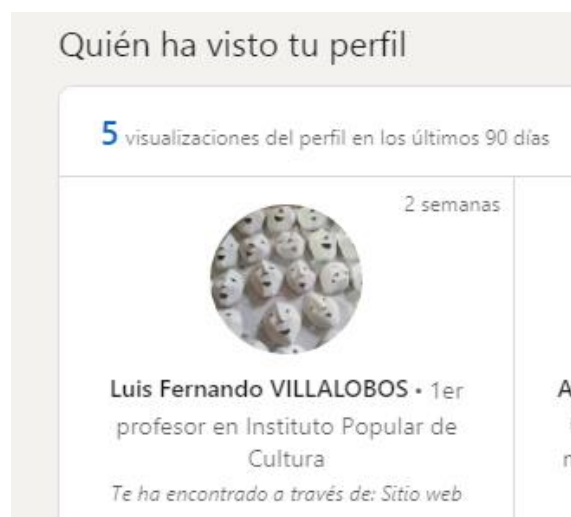 Quién ha visto tu perfil
5 visualizaciones del perfil en los últimos 90 días
2 semanas
Luis Fernando VILLALOBOS • 1er
profesor en Instituto Popular de
Cultura
Te ha encontrado a través de: Sitio web